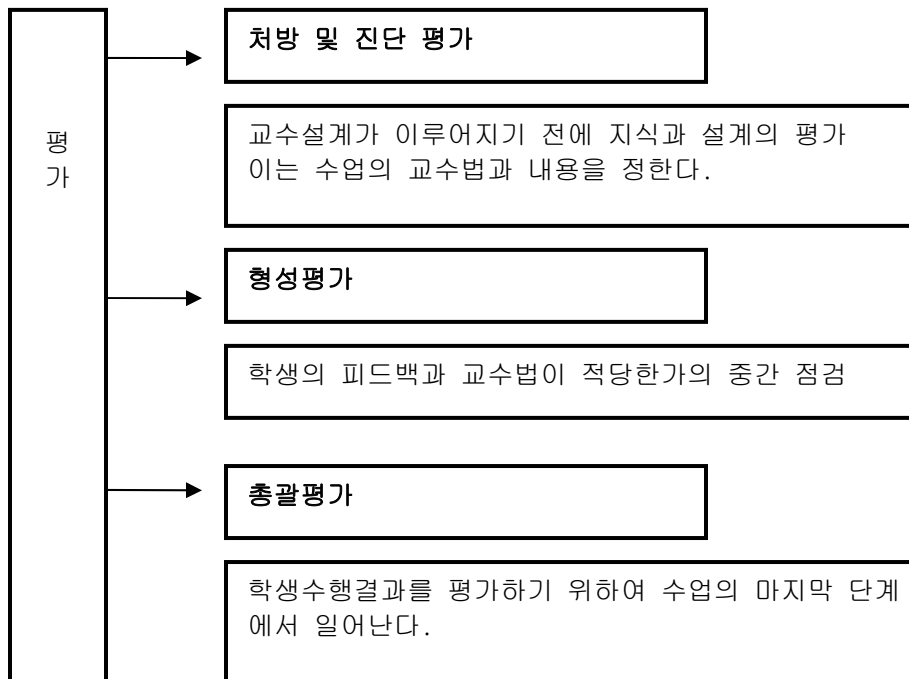 평
가
처방 및 진단 평가
교수설계가 이루어지기 전에 지식과 설계의 평가
이는 수업의 교수법과 내용을 정한다.
형성평가
학생의 피드백과 교수법이 적당한가의 중간 점검
총괄평가
학생수행결과를 평가하기 위하여 수업의 마지막 단계
에서 일어난다.